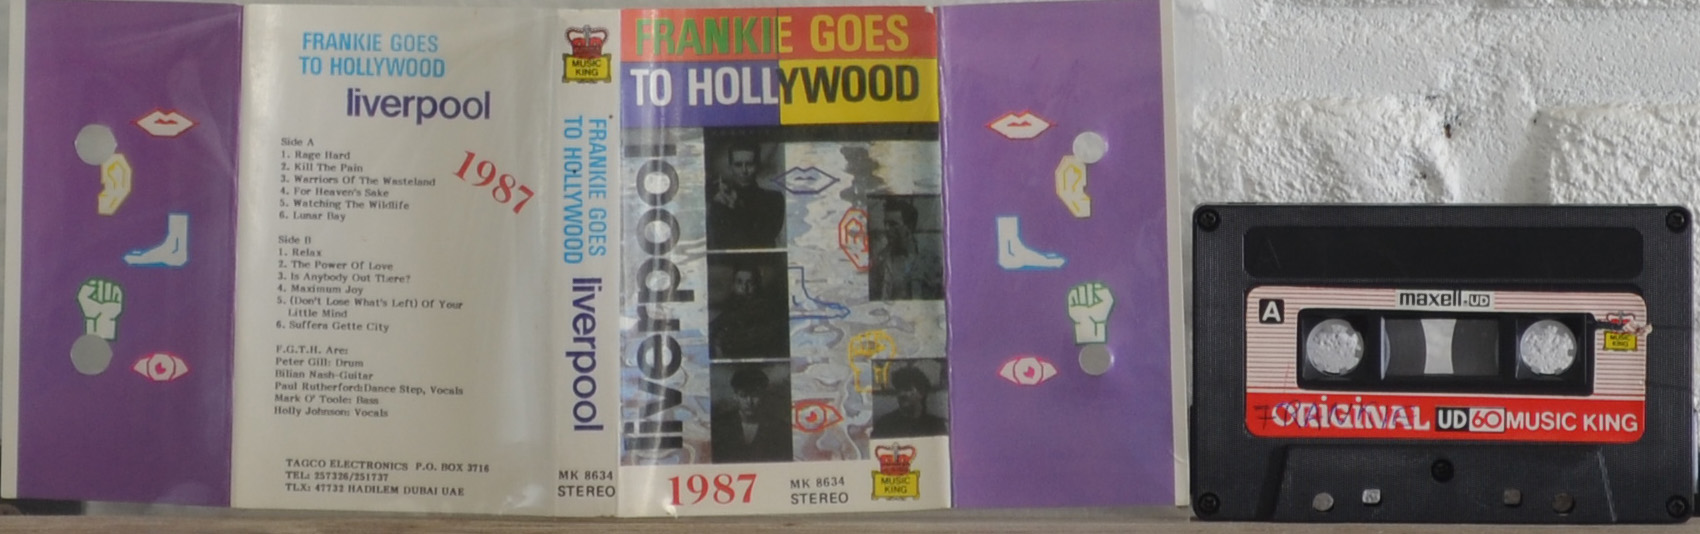 FRANKIE GOES
TO HOLLYWOOD
liverpool
1987
Side A
1. Rage Hard
2. Kill The Pain
3. Warriors Of The Wasteland
4. For Heaven's Sake
5. Watching The Wildlife
6. Lunar Bay
Side B
1. Relax
2. The Power Of Love
3. Is Anybody Out There?
4. Maximum Joy
5. (Don't Lose What's Left) Of Your
Little Mind
6. Suffera Gette City
F.G.T.H. Are:
Peter Gill: Drum
Bilian Nash-Guitar
Paul Rutherford:Dance Step, Vocals
Mark O' Toole: Bass
Holly Johnson: Vocals
TAGCO ELECTRONICS P.O. BOX 3716
TEL: 257326/251737
TLX: 47732 HADILEM DUBAI UAE
MUSIC
KING
FRANKIE GOES
TO HOLLYWOOD
liverpool
MK 8634
STEREO
FRANKIE GOES
TO HOLLYWOOD
liverpool
1987
MK 8634
STEREO
MUSIC
KING
A
maxell-UD
MUSIC
KING
ORIGINAL UD 60 MUSIC KING